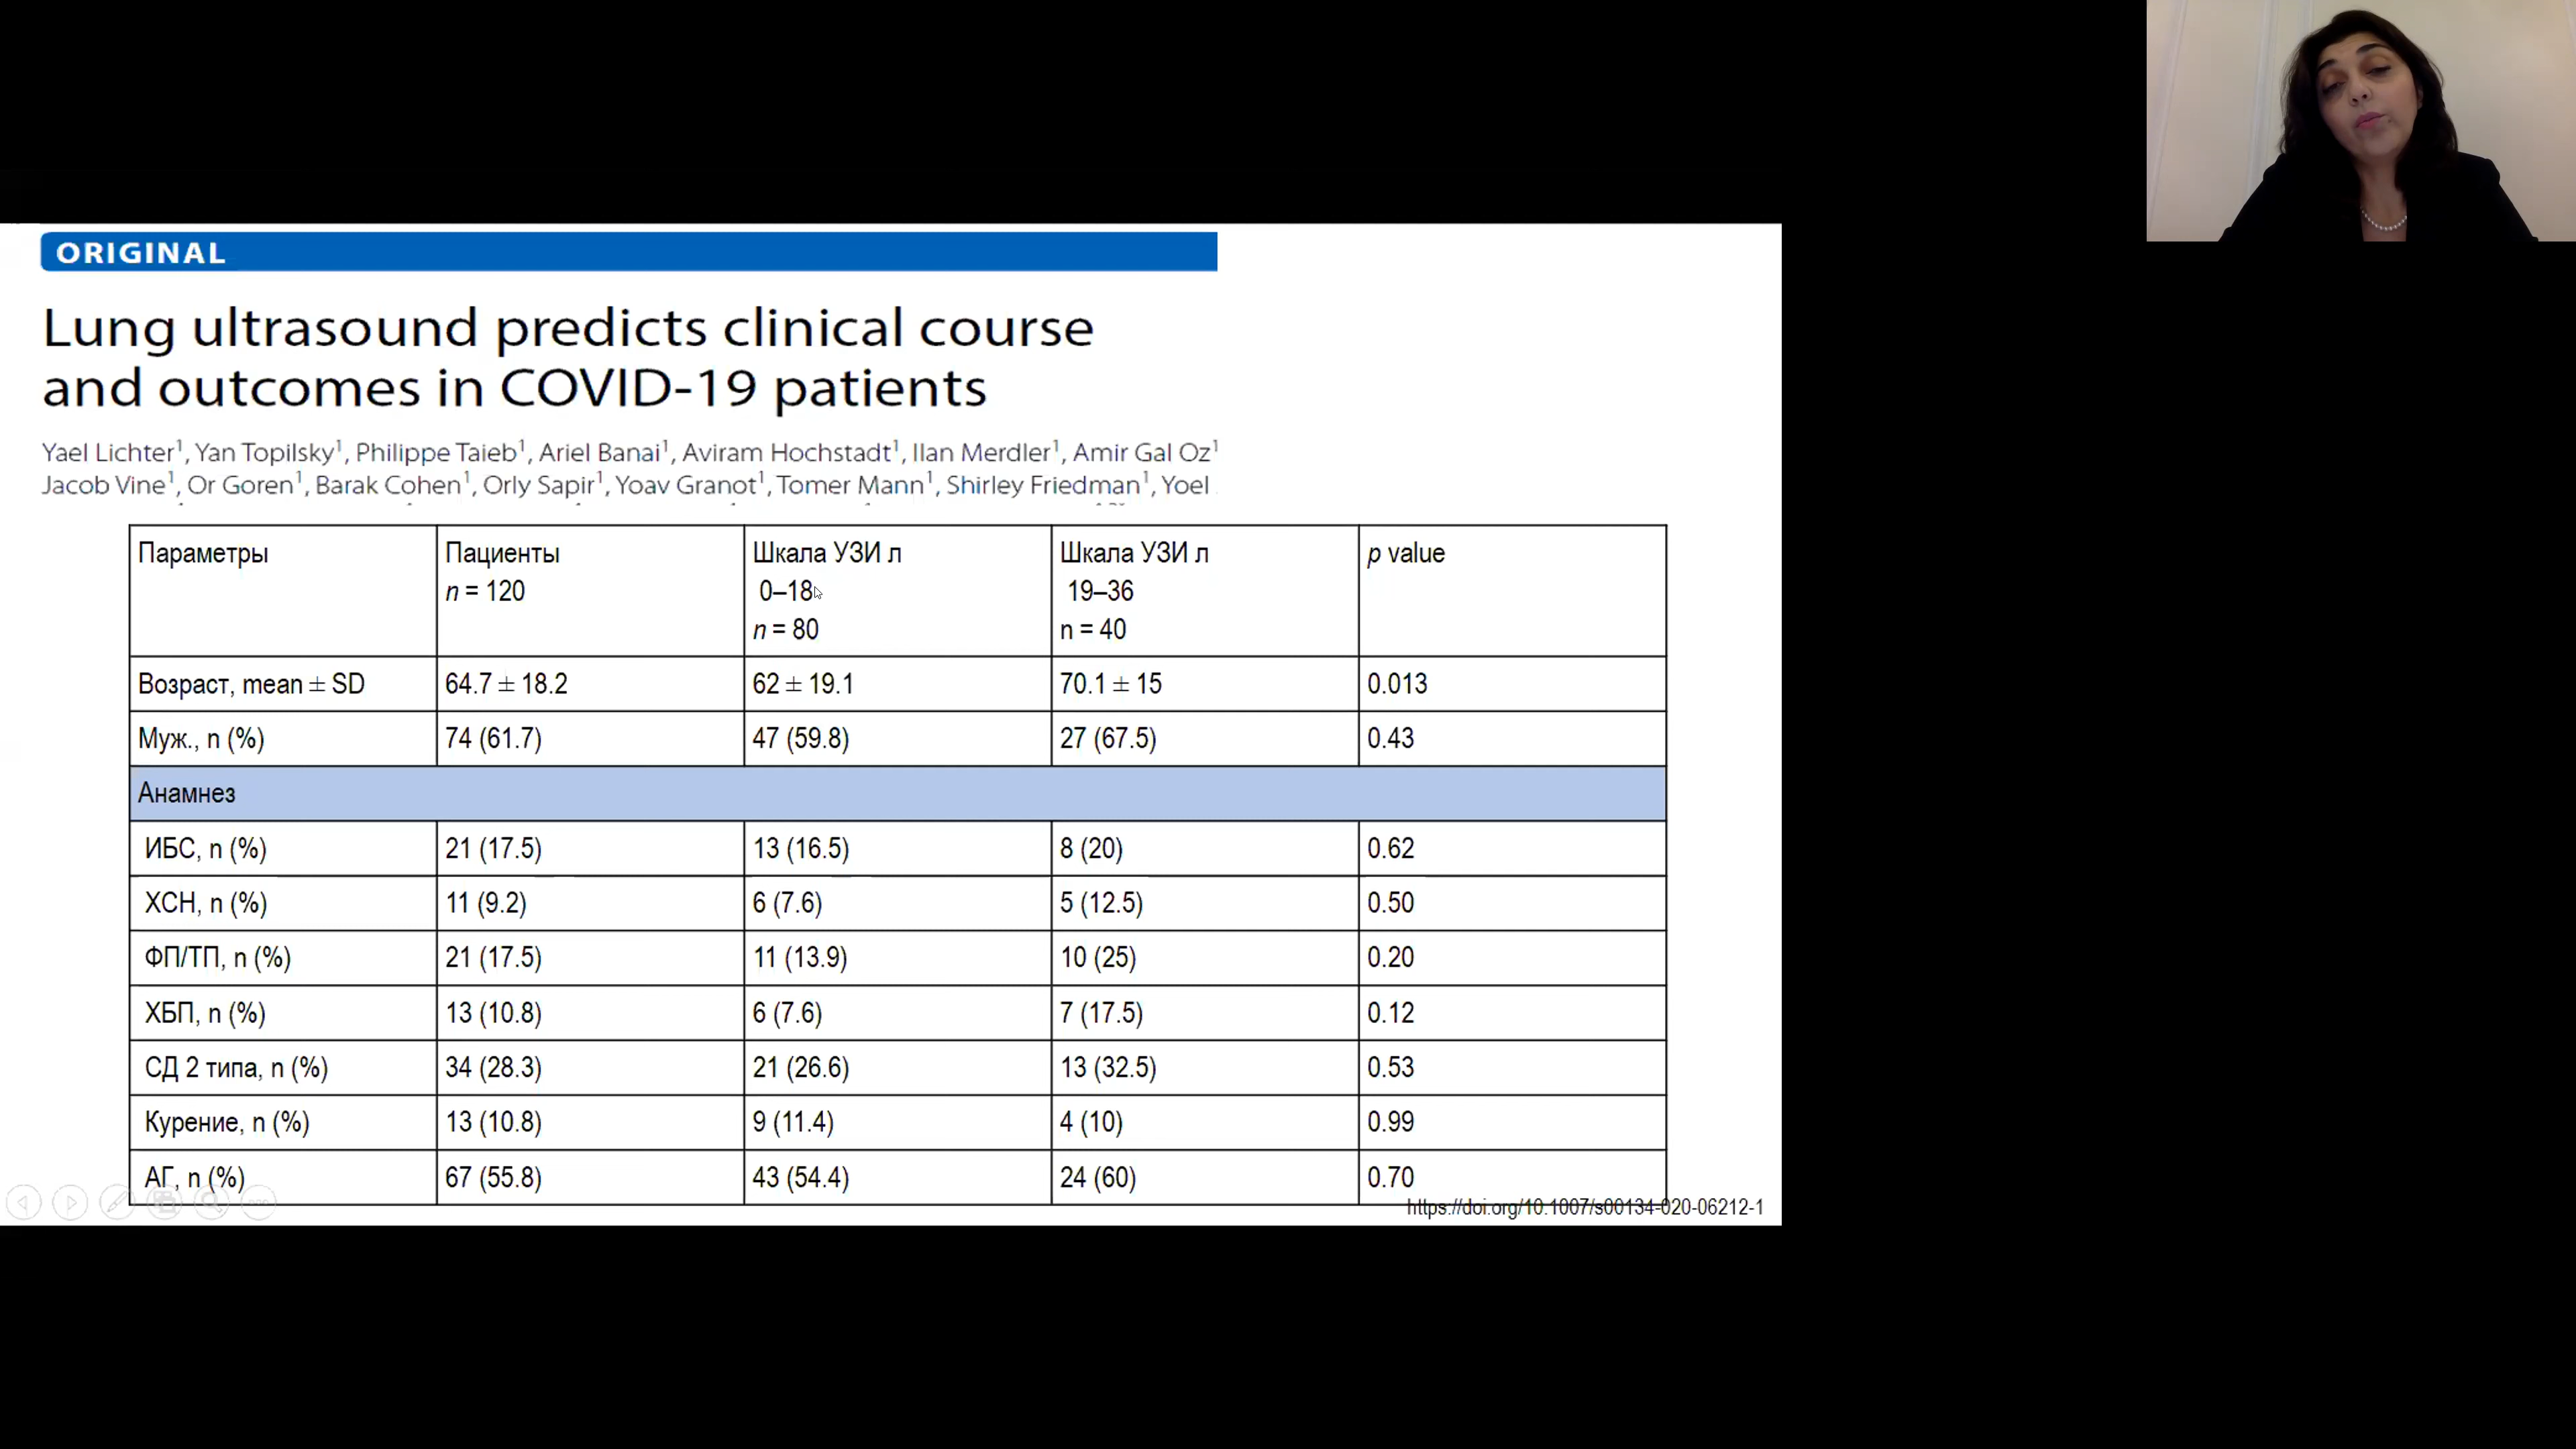 ORIGINAL
Lung ultrasound predicts clinical course
and outcomes in COVID-19 patients
Yael Lichter1, Yan Topilsky1, Philippe Taieb1, Ariel Banai1, Aviram Hochstadt1, Ilan Merdler1, Amir Gal Oz1
Jacob Vine1, Or Goren1, Barak Cohen1, Orly Sapir1, Yoav Granot1, Tomer Mann1, Shirley Friedman1, Yoel
Параметры Пациенты Шкала УЗИ л Шкала УЗИ л p value
n = 120 0–18 19–36
n = 80 n = 40
Возраст, mean ± SD 64.7 ± 18.2 62 ± 19.1 70.1 ± 15 0.013
Муж., n (%) 74 (61.7) 47 (59.8) 27 (67.5) 0.43
Анамнез
ИБС, n (%) 21 (17.5) 13 (16.5) 8 (20) 0.62
ХСН, n (%) 11 (9.2) 6 (7.6) 5 (12.5) 0.50
ФП/ТП, n (%) 21 (17.5) 11 (13.9) 10 (25) 0.20
ХБП, n (%) 13 (10.8) 6 (7.6) 7 (17.5) 0.12
СД 2 типа, n (%) 34 (28.3) 21 (26.6) 13 (32.5) 0.53
Курение, n (%) 13 (10.8) 9 (11.4) 4 (10) 0.99
АГ, n (%) 67 (55.8) 43 (54.4) 24 (60) 0.70
https://doi.org/10.1007/s00134-020-06212-1